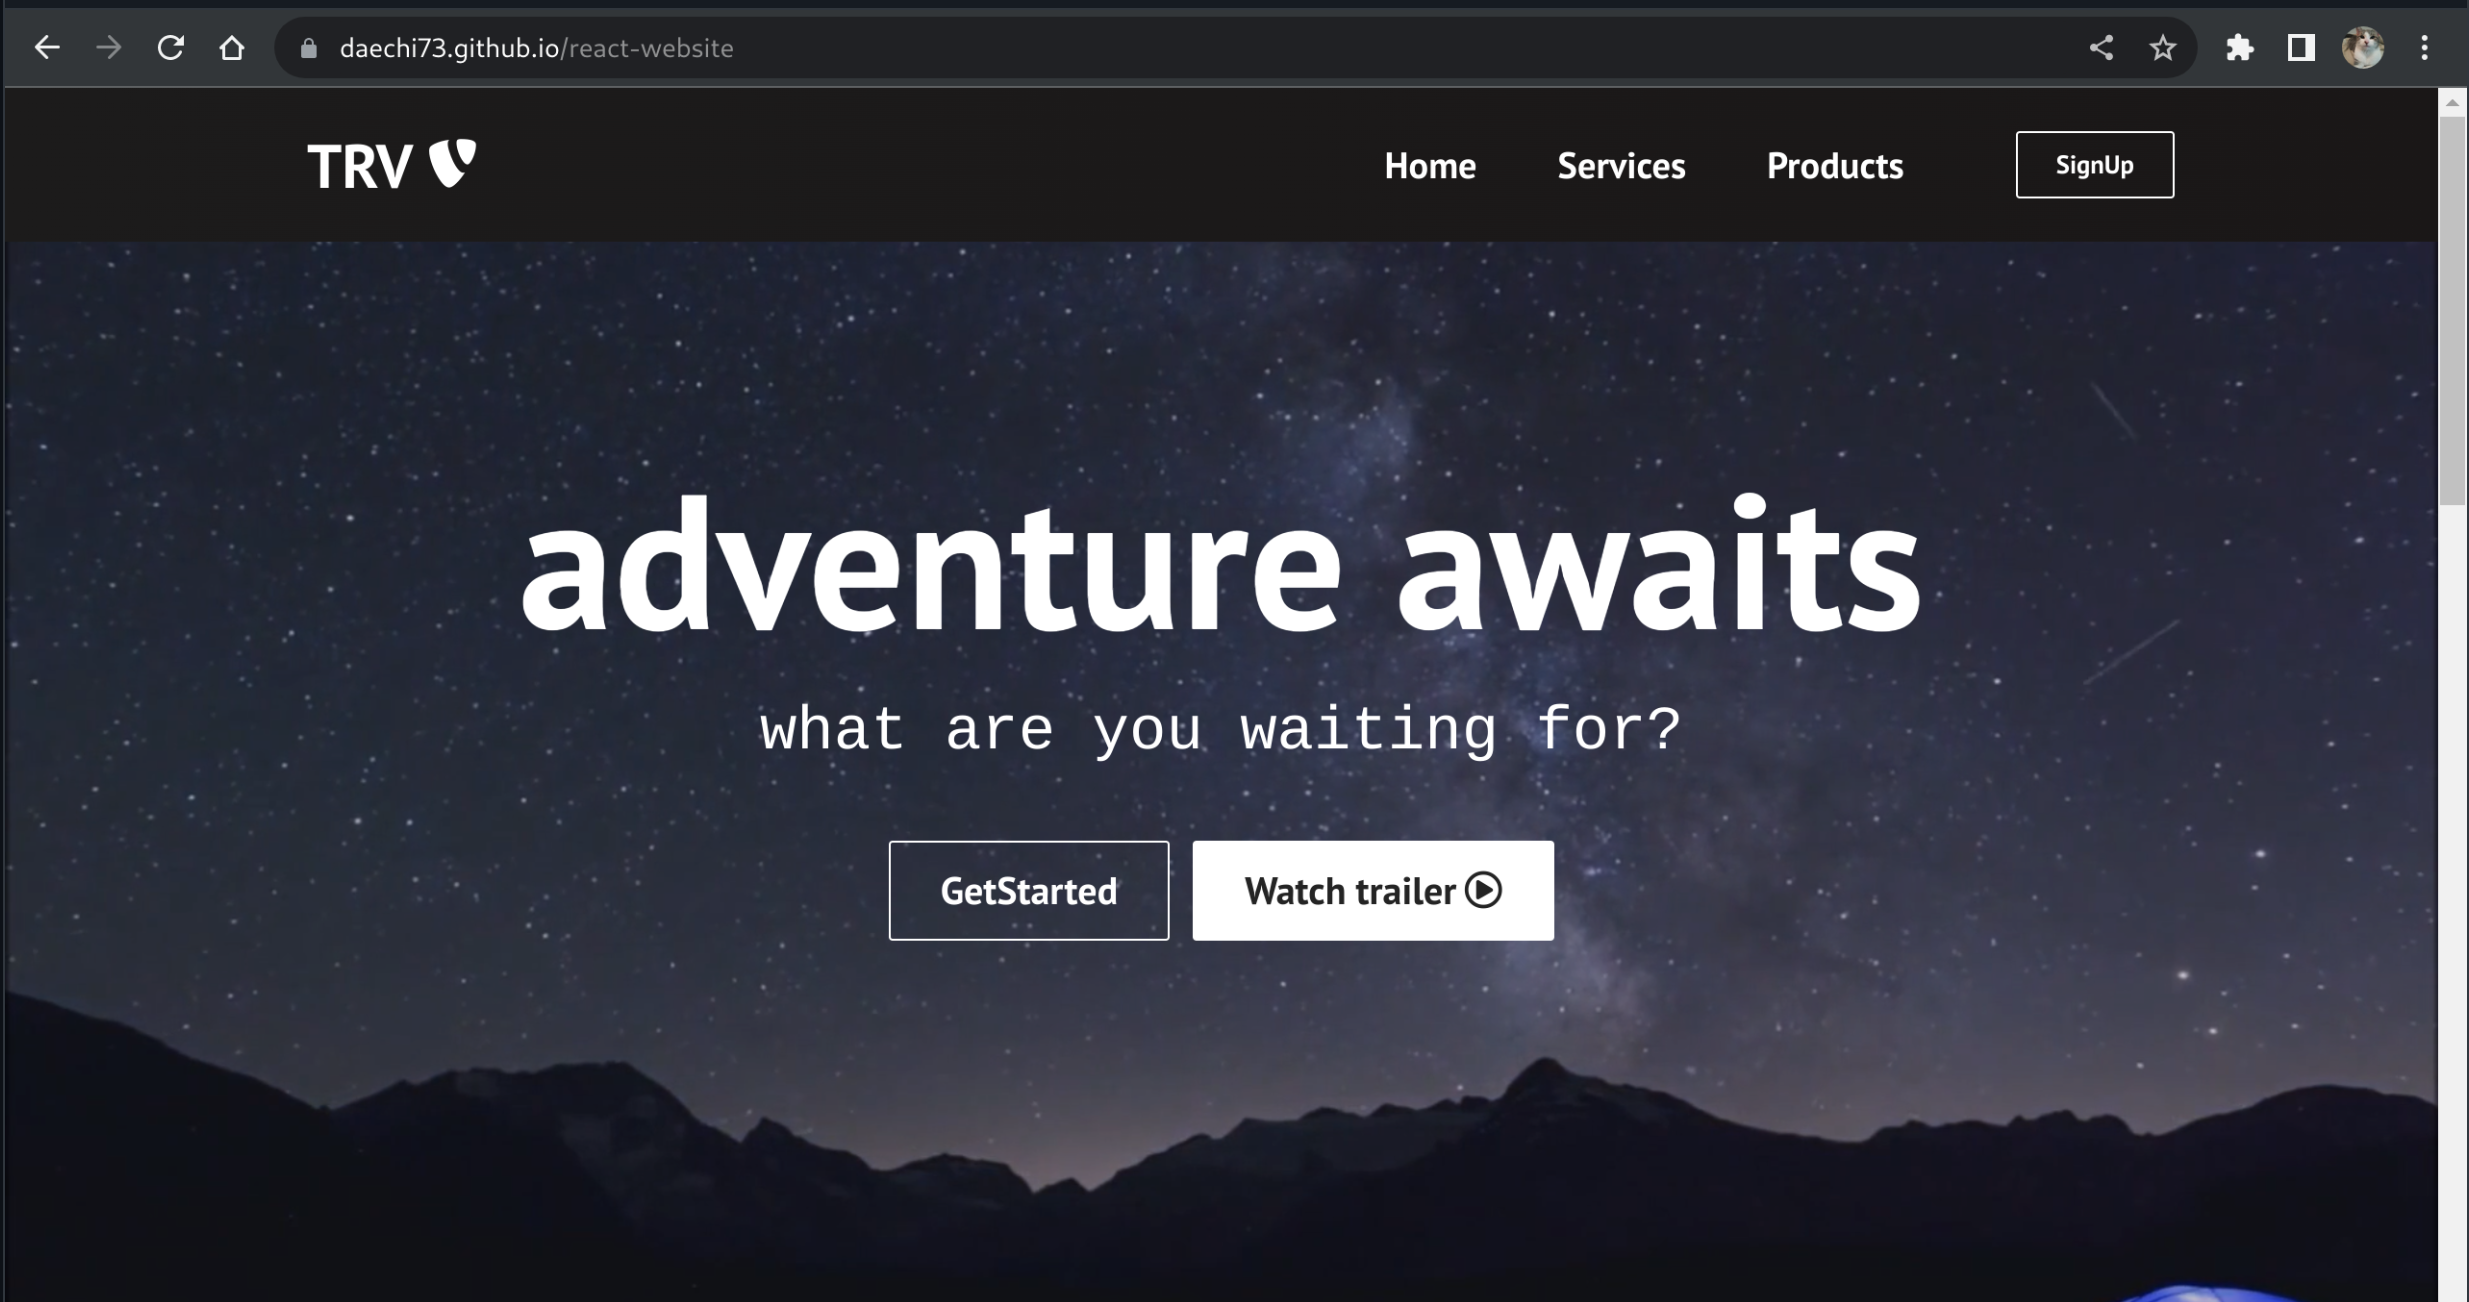 daechi73.github.io/react-website
TRV
Home Services Products SignUp
adventure awaits
what are you waiting for?
GetStarted Watch trailer